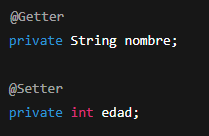 @Getter
private String nombre;
@Setter
private int edad;